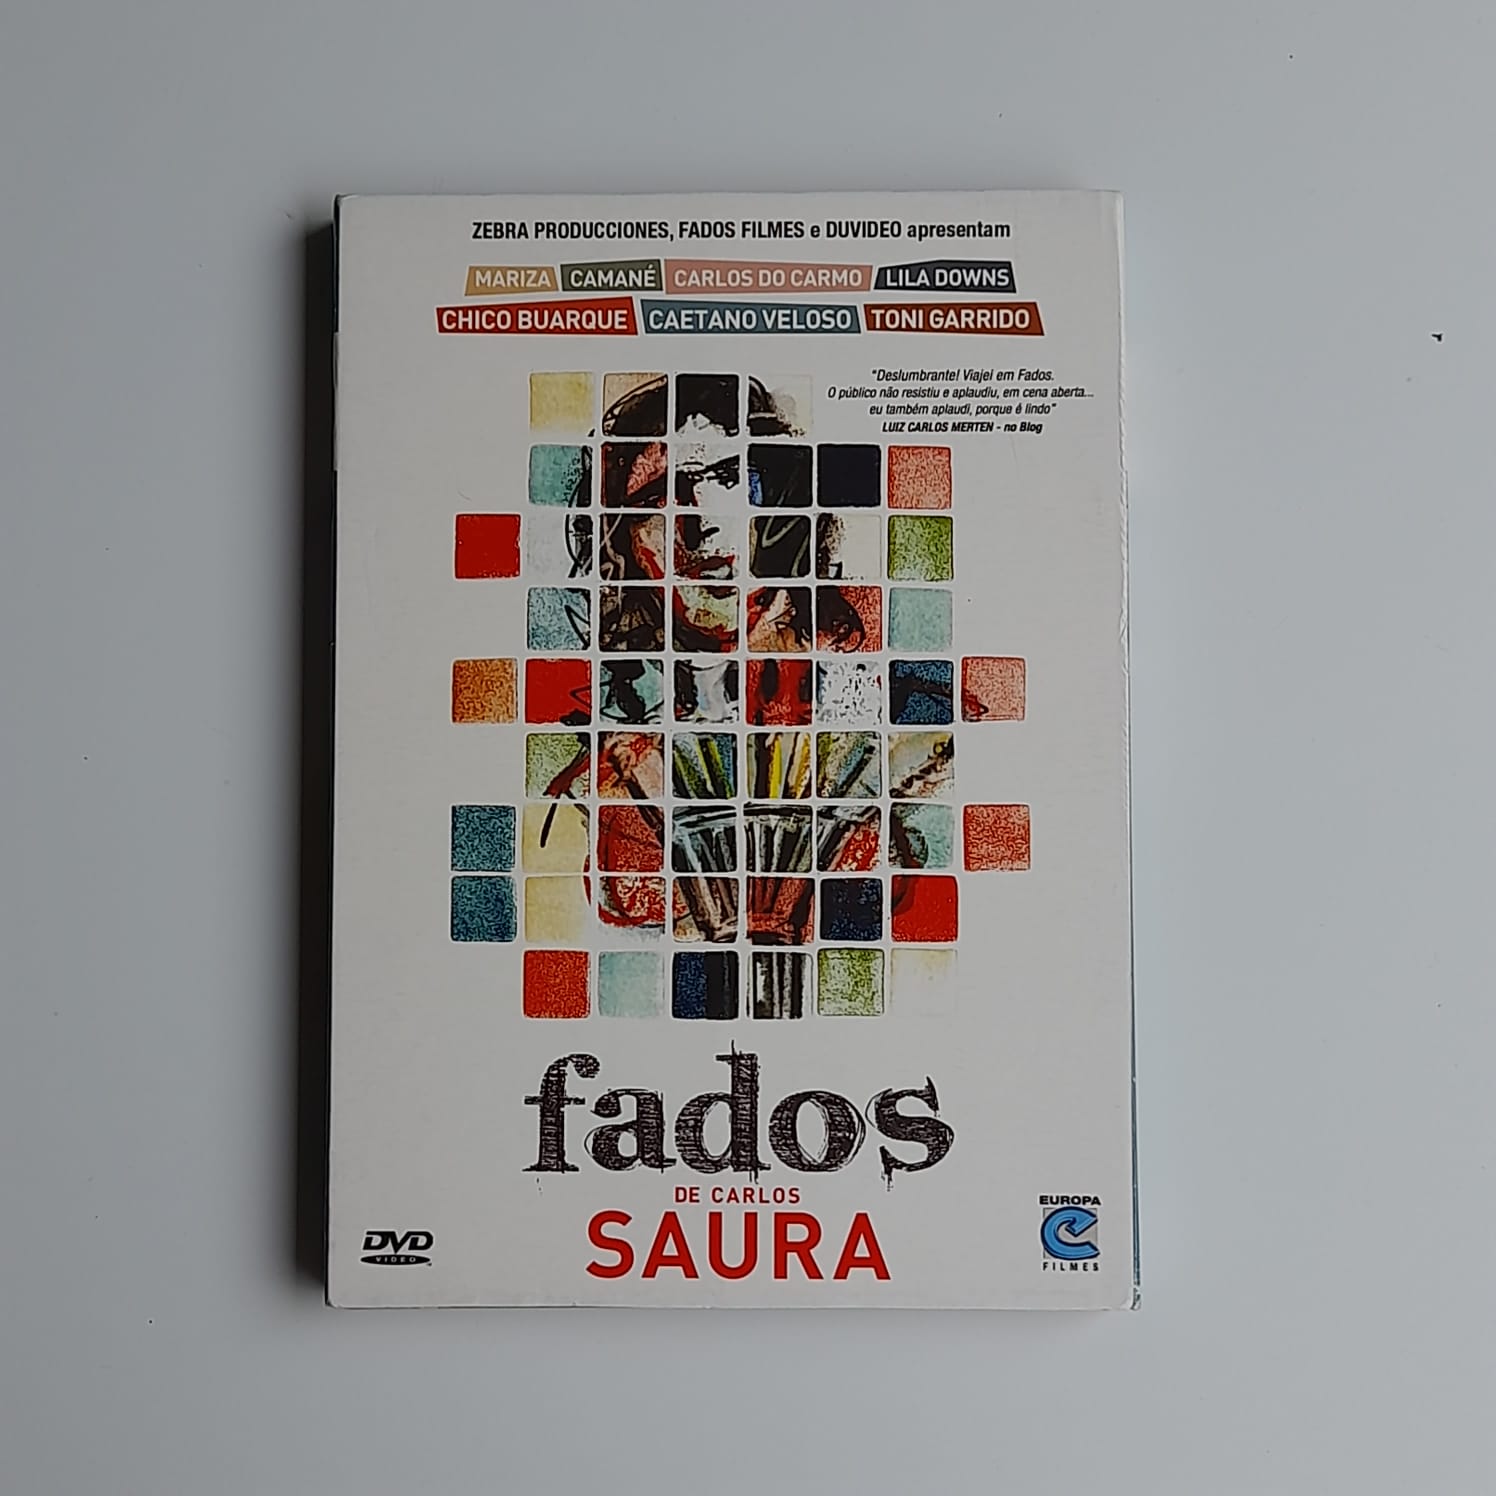 ZEBRA PRODUCCIONES, FADOS FILMES e DUVIDEO apresentam
MARIZA CAMANÉ CARLOS DO CARMO LILA DOWNS
CHICO BUARQUE CAETANO VELOSO TONI GARRIDO
"Deslumbrante! Viajei em Fados.
O público não resistiu e aplaudiu, em cena aberta...
eu também aplaudi, porque é lindo"
LUIZ CARLOS MERTEN - no Blog
fados
DE CARLOS
SAURA
DVD
VIDEO
EUROPA
FILMES